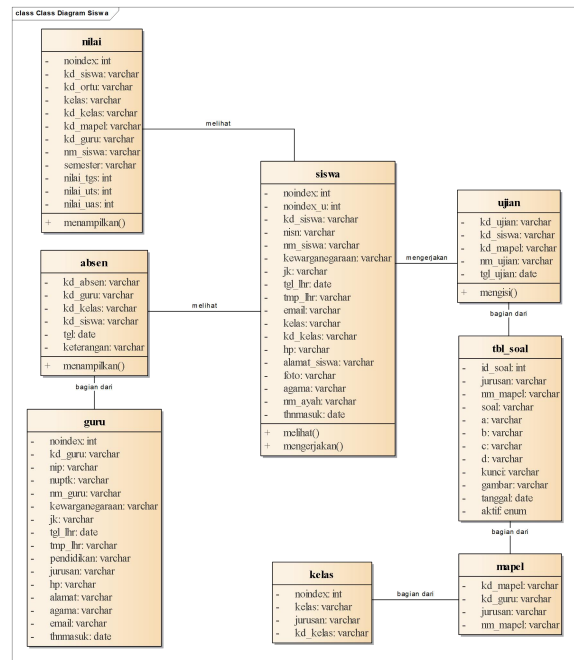 class Class Diagram Siswa
nilai
- noindex: int
- kd_siswa: varchar
- kd_ortu: varchar
- kelas: varchar
- kd_kelas: varchar
- kd_mapel: varchar
- kd_guru: varchar
- nm_siswa: varchar
- semester: varchar
- nilai_tgs: int
- nilai_uts: int
- nilai_uas: int
+ menampilkan()
melihat
absen
- kd_absen: varchar
- kd_guru: varchar
- kd_kelas: varchar
- kd_siswa: varchar
- tgl: date
- keterangan: varchar
+ menampilkan()
melihat
bagian dari
guru
- noindex: int
- kd_guru: varchar
- nip: varchar
- nuptk: varchar
- nm_guru: varchar
- kewarganegaraan: varchar
- jk: varchar
- tgl_lhr: date
- tmp_lhr: varchar
- pendidikan: varchar
- jurusan: varchar
- hp: varchar
- alamat: varchar
- agama: varchar
- email: varchar
- thnmasuk: date
siswa
- noindex: int
- noindex_u: int
- kd_siswa: varchar
- nisn: varchar
- nm_siswa: varchar
- kewarganegaraan: varchar
- jk: varchar
- tgl_lhr: date
- tmp_lhr: varchar
- email: varchar
- kelas: varchar
- kd_kelas: varchar
- hp: varchar
- alamat_siswa: varchar
- foto: varchar
- agama: varchar
- nm_ayah: varchar
- thnmasuk: date
+ melihat()
+ mengerjakan()
mengerjakan
ujian
- kd_ujian: varchar
- kd_siswa: varchar
- kd_mapel: varchar
- nm_ujian: varchar
- tgl_ujian: date
+ mengisi()
bagian dari
tbl_soal
- id_soal: int
- jurusan: varchar
- nm_mapel: varchar
- soal: varchar
- a: varchar
- b: varchar
- c: varchar
- d: varchar
- kunci: varchar
- gambar: varchar
- tanggal: date
- aktif: enum
bagian dari
mapel
- kd_mapel: varchar
- kd_guru: varchar
- jurusan: varchar
- nm_mapel: varchar
bagian dari
kelas
- noindex: int
- kelas: varchar
- jurusan: varchar
- kd_kelas: varchar